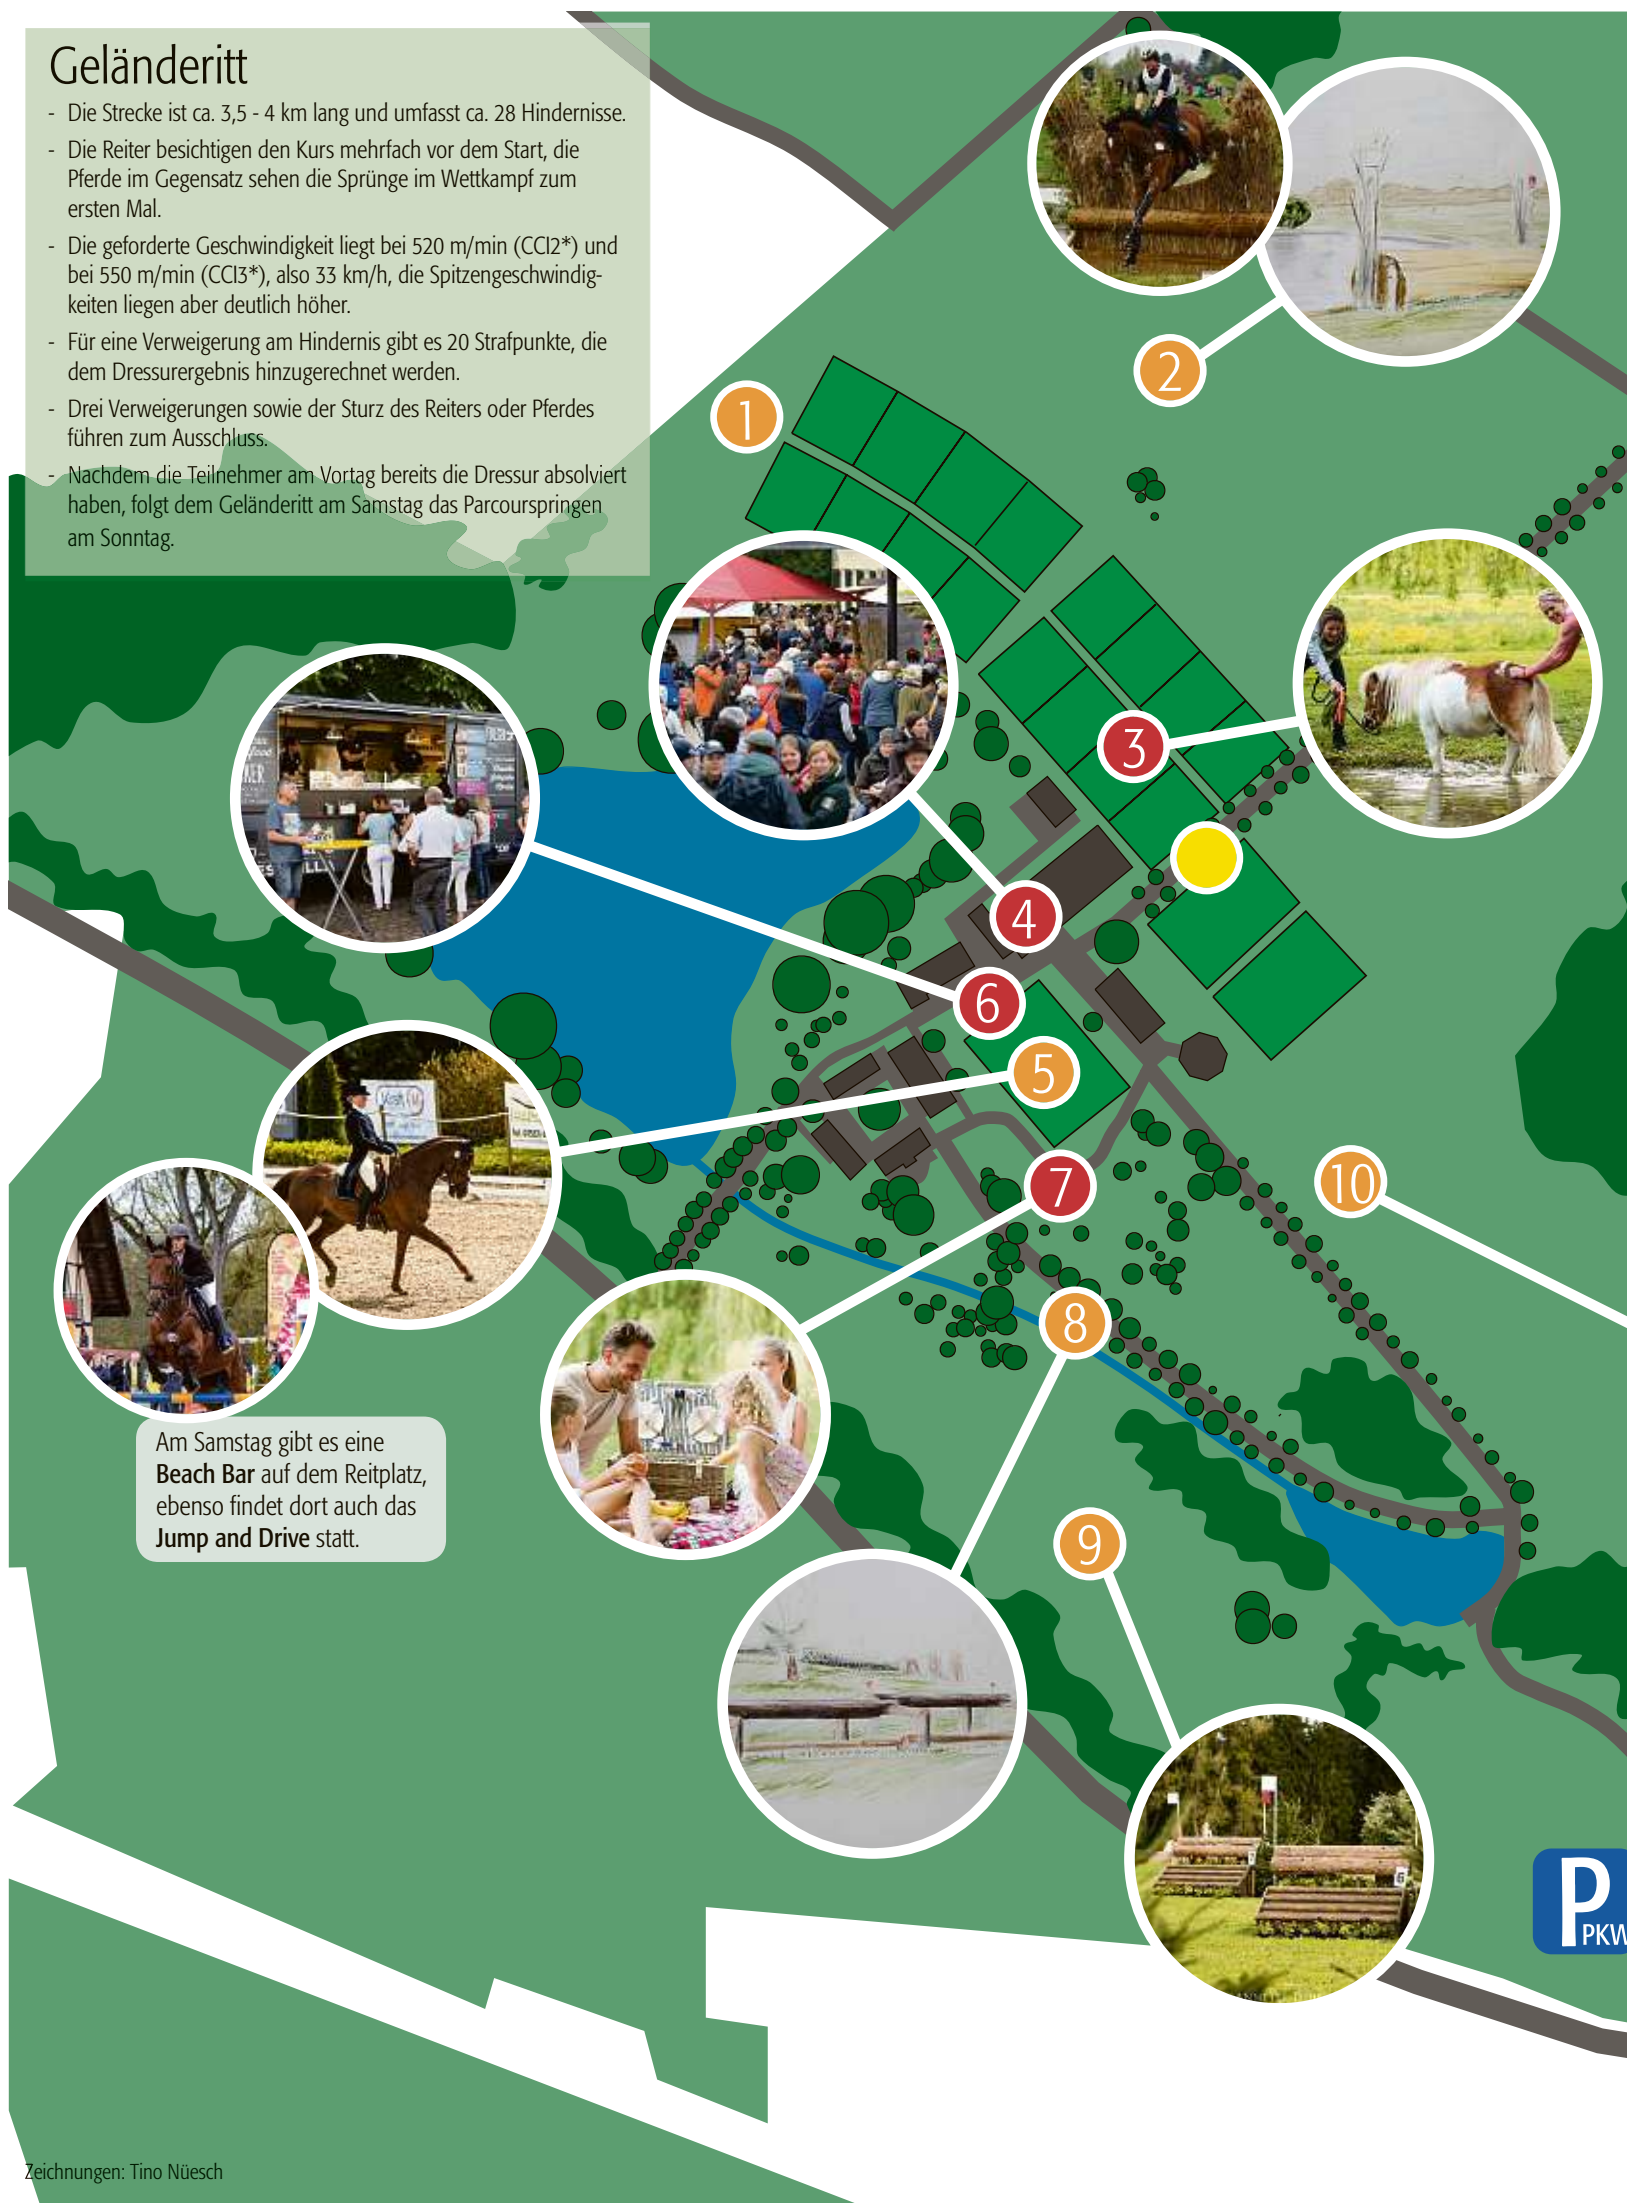 Geländeritt
- Die Strecke ist ca. 3,5 - 4 km lang und umfasst ca. 28 Hindernisse.
- Die Reiter besichtigen den Kurs mehrfach vor dem Start, die
Pferde im Gegensatz sehen die Sprünge im Wettkampf zum
ersten Mal.
- Die geforderte Geschwindigkeit liegt bei 520 m/min (CCI2*) und
bei 550 m/min (CCI3*), also 33 km/h, die Spitzengeschwindig-
keiten liegen aber deutlich höher.
- Für eine Verweigerung am Hindernis gibt es 20 Strafpunkte, die
dem Dressurergebnis hinzugerechnet werden.
- Drei Verweigerungen sowie der Sturz des Reiters oder Pferdes
führen zum Ausschluss.
- Nachdem die Teilnehmer am Vortag bereits die Dressur absolviert
haben, folgt dem Geländeritt am Samstag das Parcourspringen
am Sonntag.
2
1
3
4
6
5
10
7
8
Am Samstag gibt es eine
Beach Bar auf dem Reitplatz,
ebenso findet dort auch das
Jump and Drive statt.
9
P
PKW
Zeichnungen: Tino Nüesch